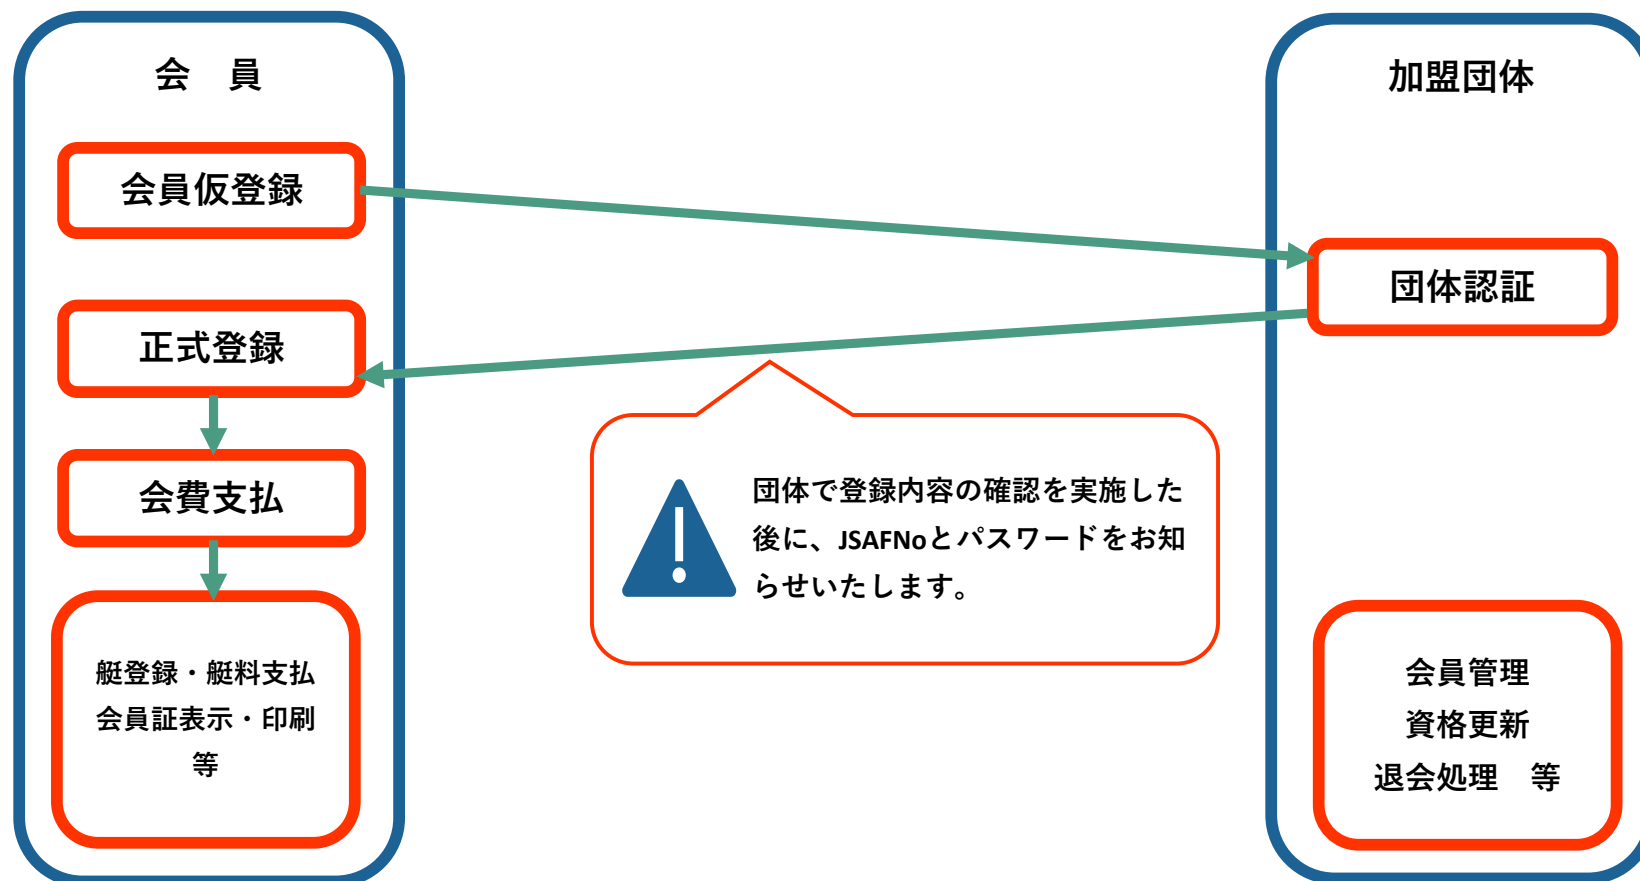 会　員
会員仮登録
正式登録
会費支払
艇登録・艇料支払
会員証表示・印刷
等
団体で登録内容の確認を実施した
後に、JSAFNoとパスワードをお知
らせいたします。
加盟団体
団体認証
会員管理
資格更新
退会処理　等